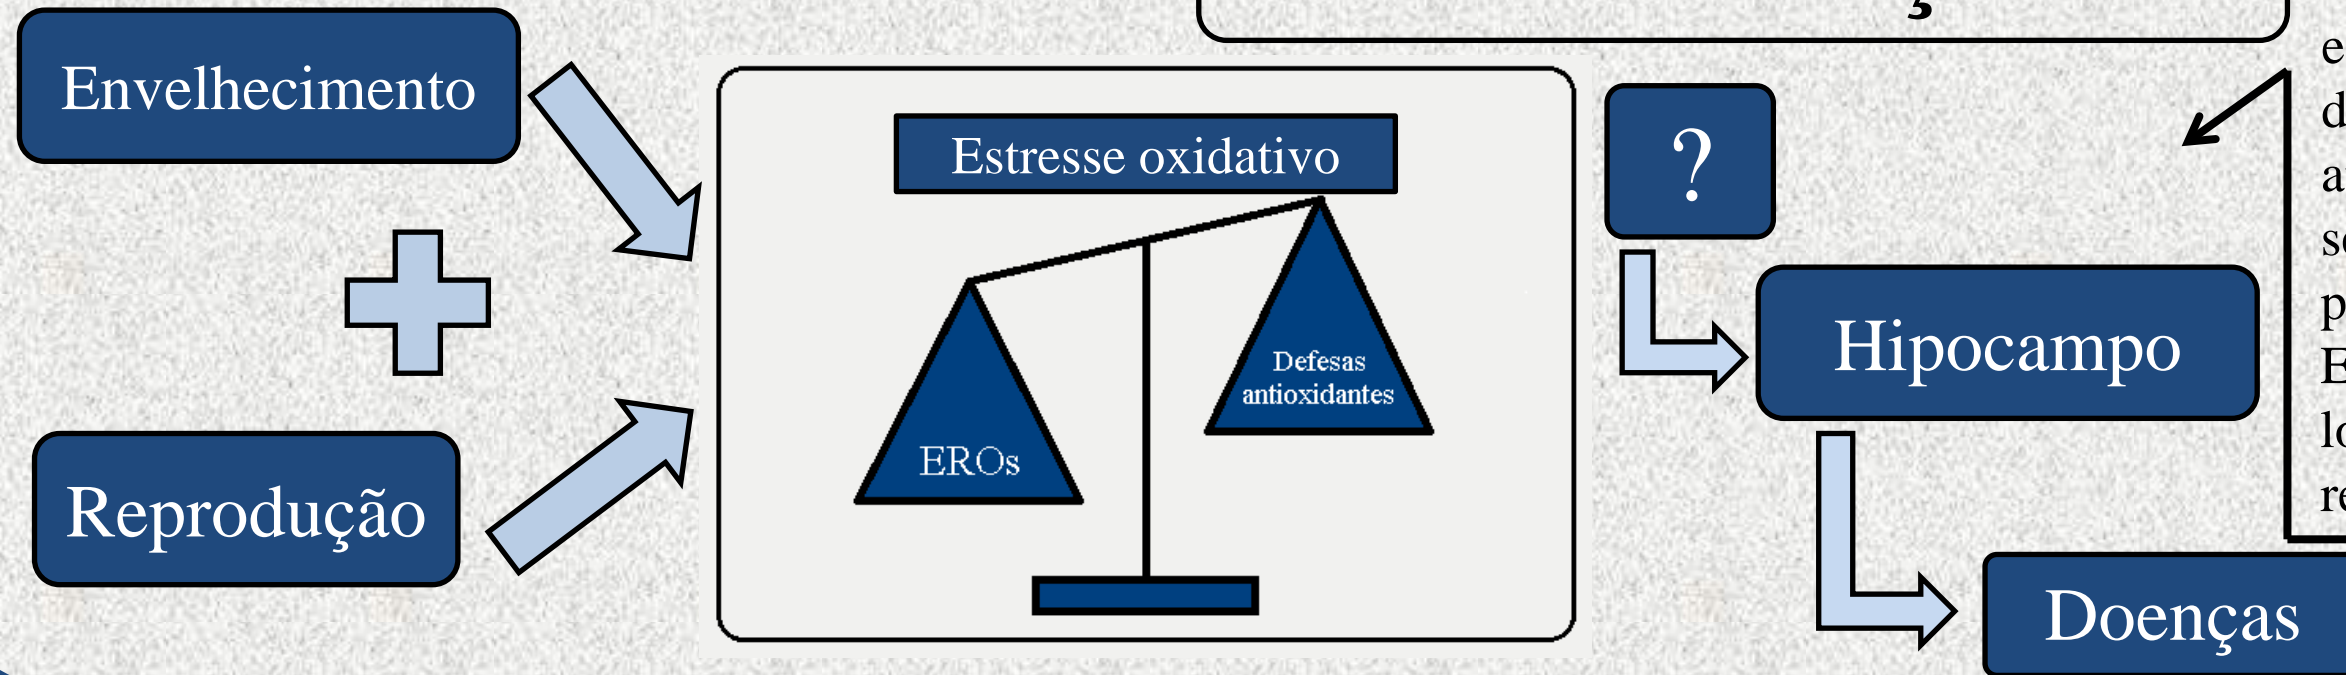 Envelhecimento
Reprodução
Estresse oxidativo
EROs
Defesas
antioxidantes
?
Hipocampo
Doenças